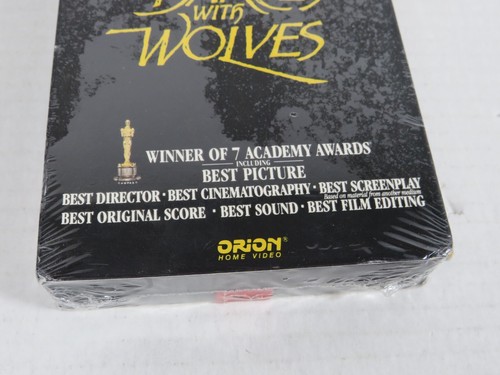 WITH
WOLVES
WINNER OF 7 ACADEMY AWARDS
INCLUDING
BEST PICTURE
BEST DIRECTOR · BEST CINEMATOGRAPHY · BEST SCREENPLAY
Based on material from another medium
BEST ORIGINAL SCORE · BEST SOUND · BEST FILM EDITING
ORION®
HOME VIDEO